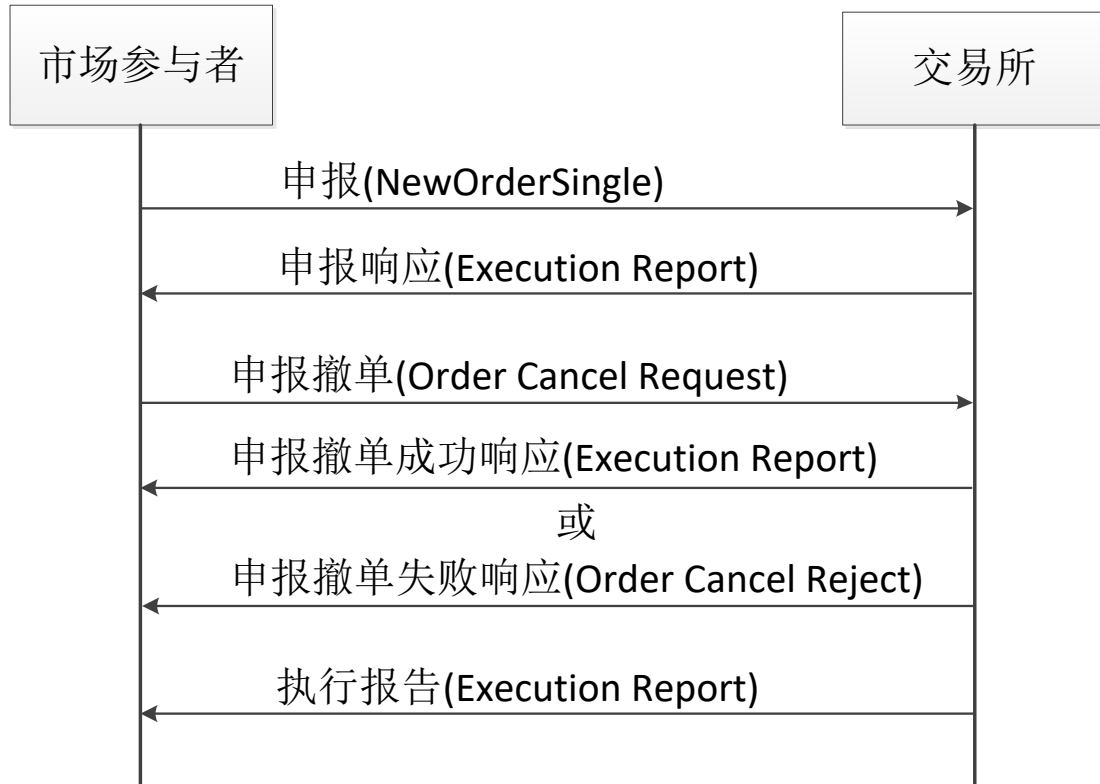 市场参与者
交易所
申报(NewOrderSingle)
申报响应(Execution Report)
申报撤单(Order Cancel Request)
申报撤单成功响应(Execution Report)
或
申报撤单失败响应(Order Cancel Reject)
执行报告(Execution Report)